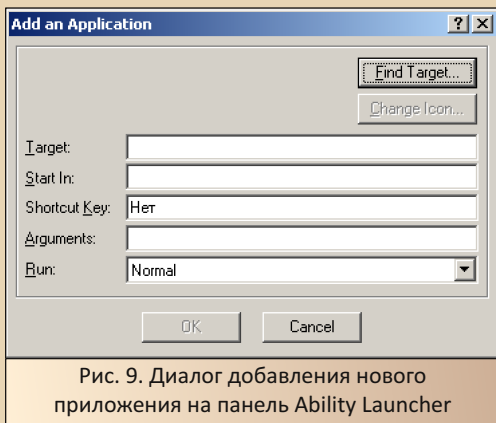 Add an Application
Find Target...
Change Icon...
Target:
Start In:
Shortcut Key: Нет
Arguments:
Run: Normal
OK Cancel
Рис. 9. Диалог добавления нового
приложения на панель Ability Launcher